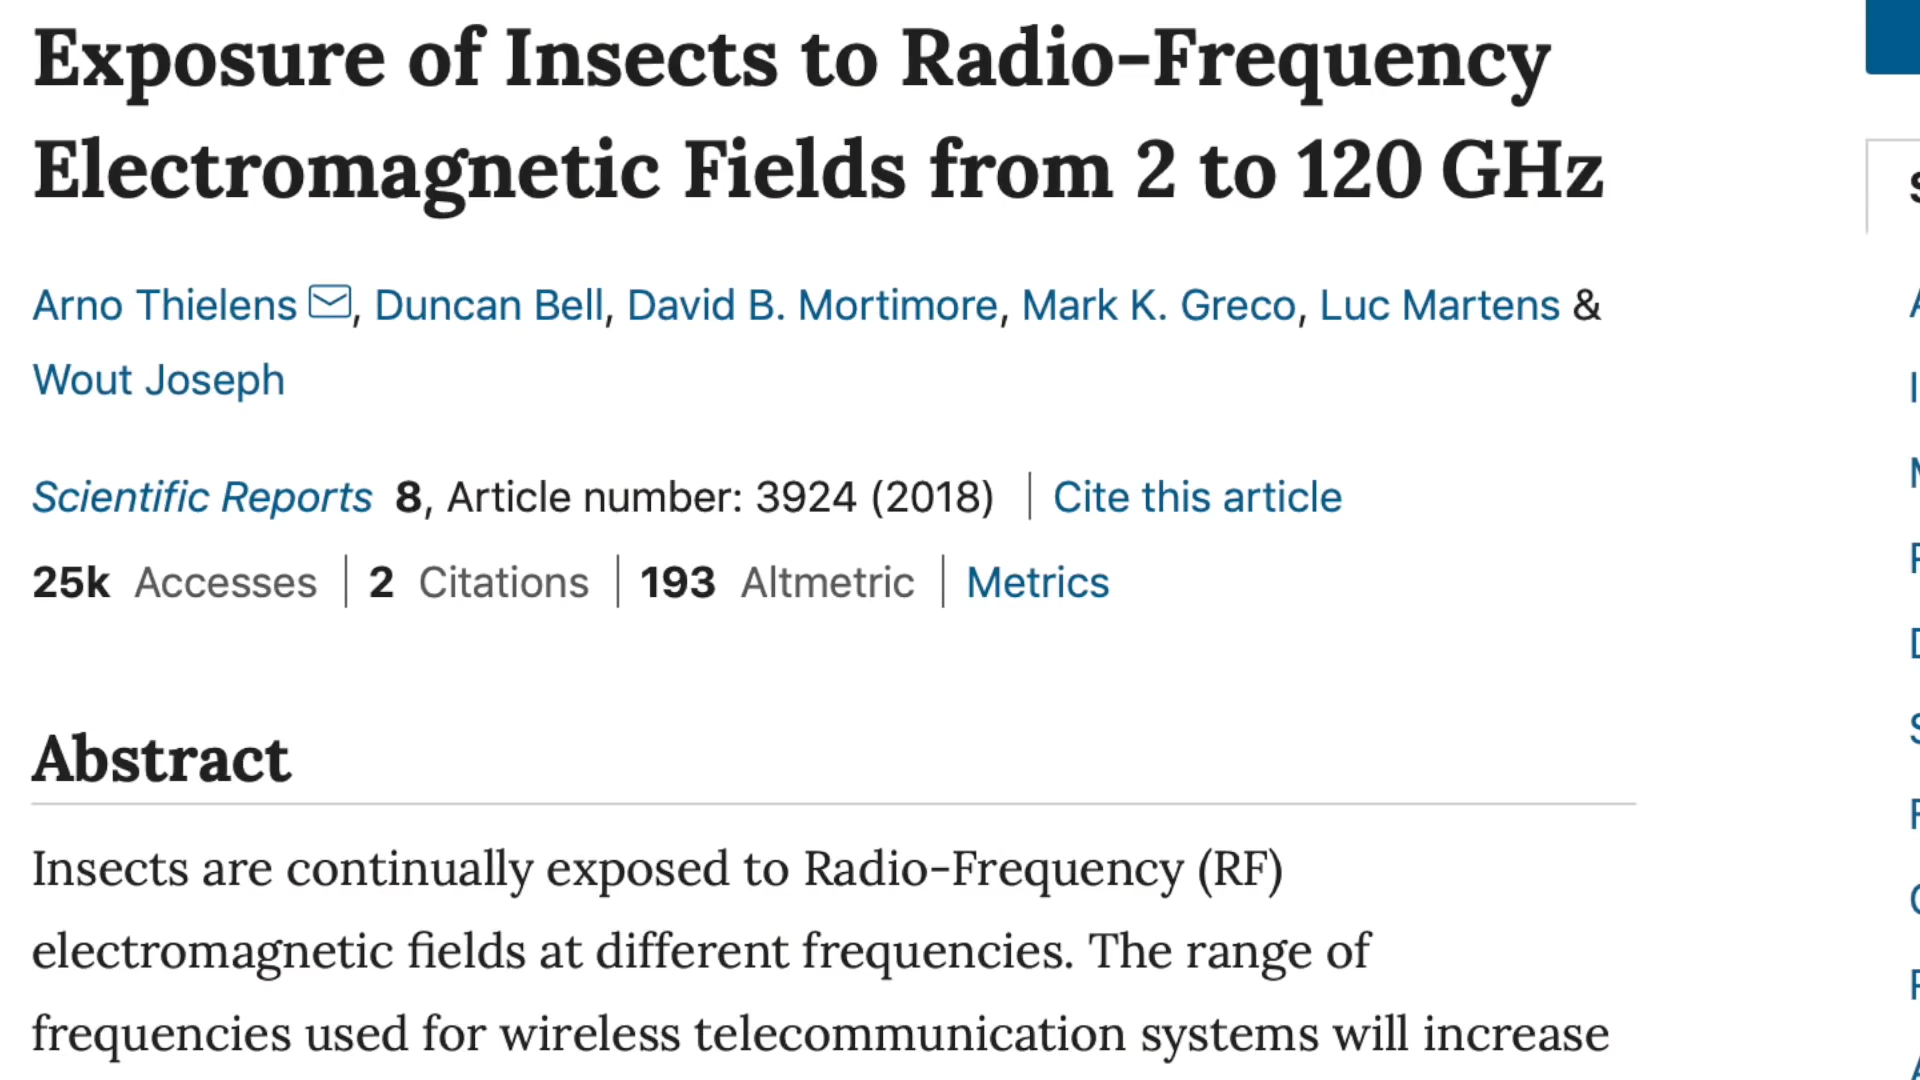 Exposure of Insects to Radio-Frequency
Electromagnetic Fields from 2 to 120 GHz
Arno Thielens, Duncan Bell, David B. Mortimore, Mark K. Greco, Luc Martens &
Wout Joseph
Scientific Reports 8, Article number: 3924 (2018) | Cite this article
25k Accesses | 2 Citations | 193 Altmetric | Metrics
Abstract
Insects are continually exposed to Radio-Frequency (RF)
electromagnetic fields at different frequencies. The range of
frequencies used for wireless telecommunication systems will increase